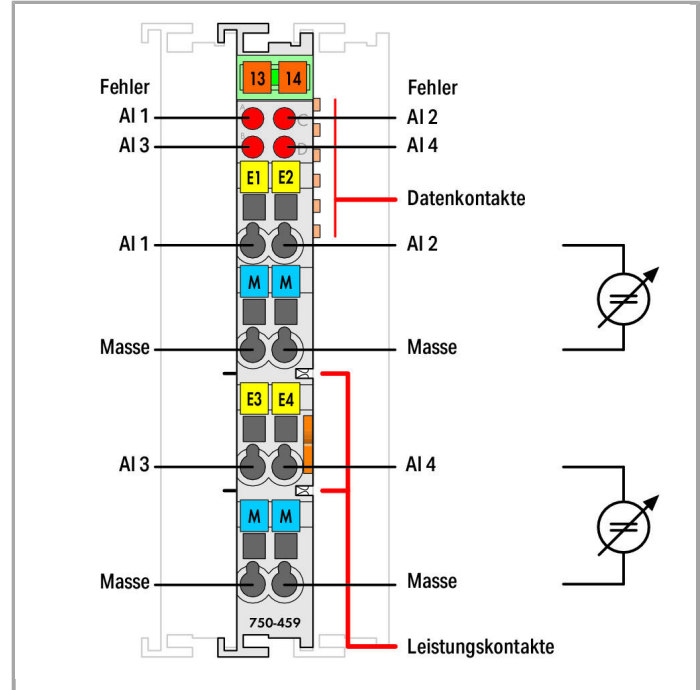 13 14
Fehler Fehler
A C
AI 1 AI 2
B D
AI 3 AI 4
E1 E2
Datenkontakte
AI 1 AI 2
M M
Masse Masse
E3 E4
AI 3 AI 4
M M
Masse Masse
750-459
Leistungskontakte